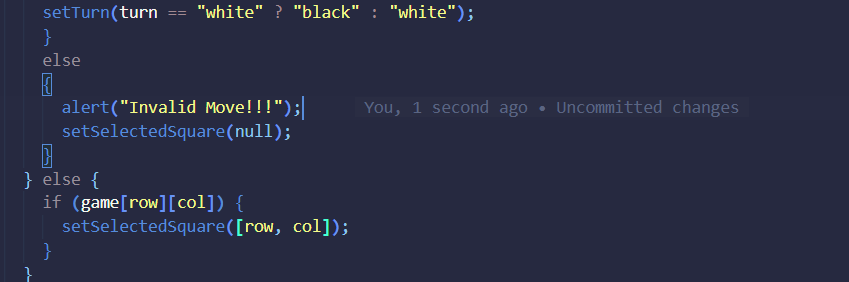 setTurn(turn == "white" ? "black" : "white");
}
else
{
alert("Invalid Move!!!"); You, 1 second ago • Uncommitted changes
setSelectedSquare(null);
}
} else {
if (game[row][col]) {
setSelectedSquare([row, col]);
}
}